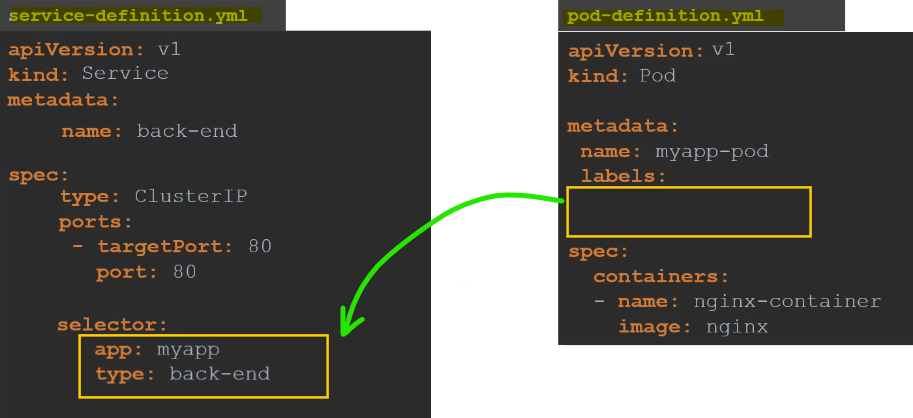 service-definition.yml
apiVersion: v1
kind: Service
metadata:
name: back-end
spec:
type: ClusterIP
ports:
- targetPort: 80
port: 80
selector:
app: myapp
type: back-end
pod-definition.yml
apiVersion: v1
kind: Pod
metadata:
name: myapp-pod
labels:
spec:
containers:
- name: nginx-container
image: nginx